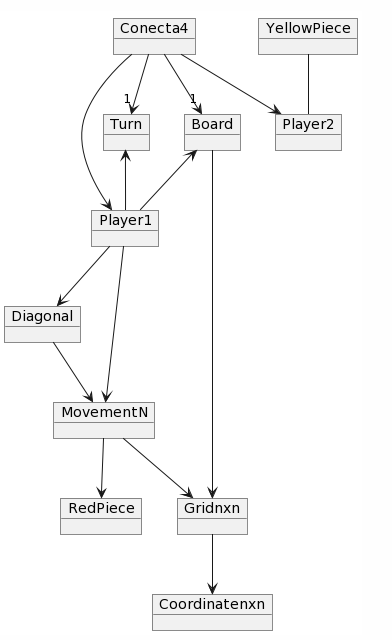 Conecta4
YellowPiece
1
1
Turn
Board
Player2
Player1
Diagonal
MovementN
RedPiece
Gridnxn
Coordinatenxn